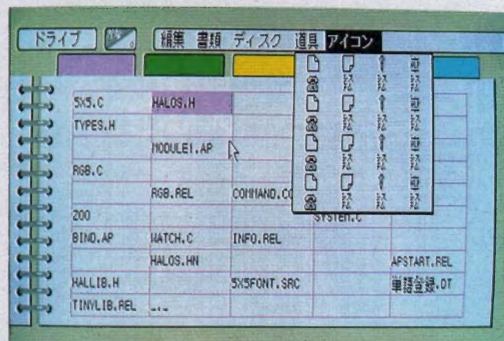 ドライブ 編集 書類 ディスク 道具 アイコン
5X5.C HALOS.H
TYPES.H
MODULE1.AP
RGB.C
RGB.REL COMMAND.CO
200 SYSTEM.C
BIND.AP WATCH.C INFO.REL
HALOS.HN APSTART.REL
HALLIB.H 5X5FONT.SRC 単語登録.DT
TINYLIB.REL _._